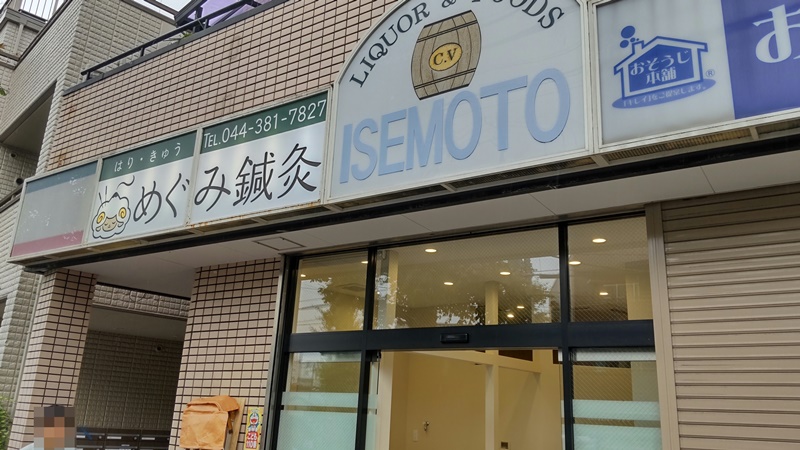 はり・きゅう
めぐみ鍼灸
TEL.044-381-7827
LIQUOR & FOODS
C.V
ISEMOTO
おそうじ
本舗
®
お